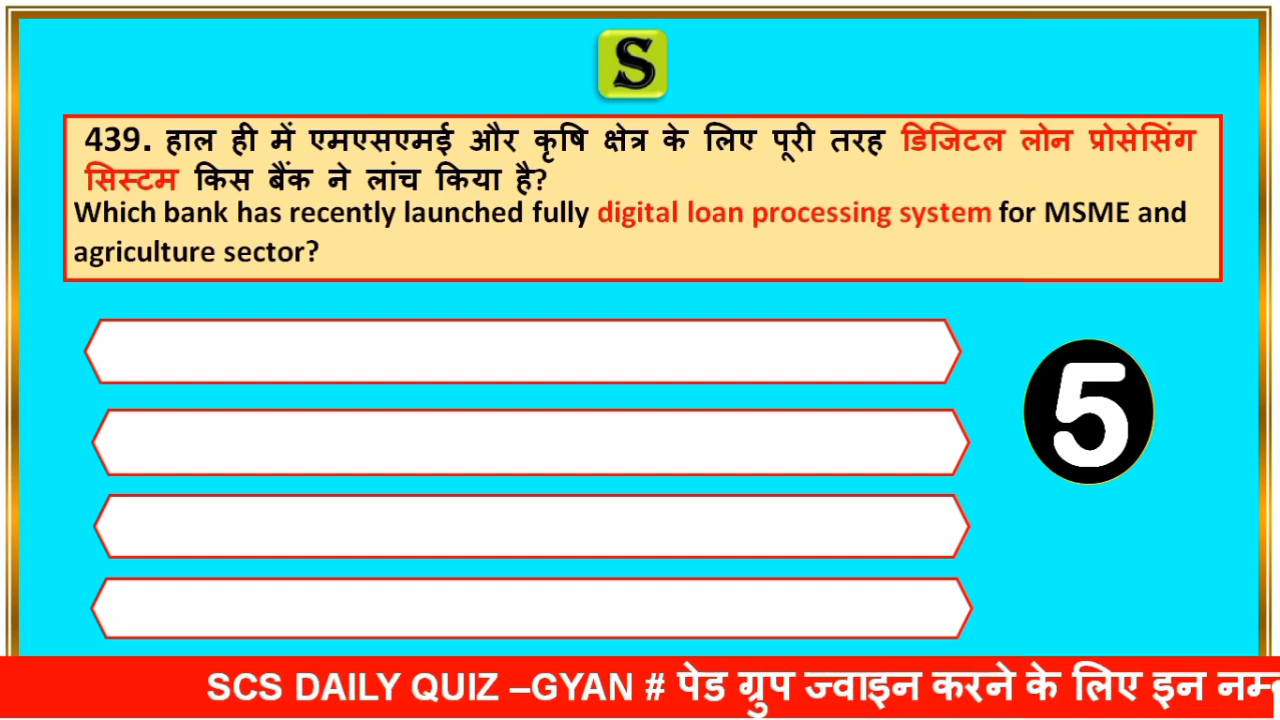 S
439. हाल ही में एमएसएमई और कृषि क्षेत्र के लिए पूरी तरह डिजिटल लोन प्रोसेसिंग
सिस्टम किस बैंक ने लांच किया है?
Which bank has recently launched fully digital loan processing system for MSME and
agriculture sector?
5
SCS DAILY QUIZ –GYAN # पेड ग्रुप ज्वाइन करने के लिए इन